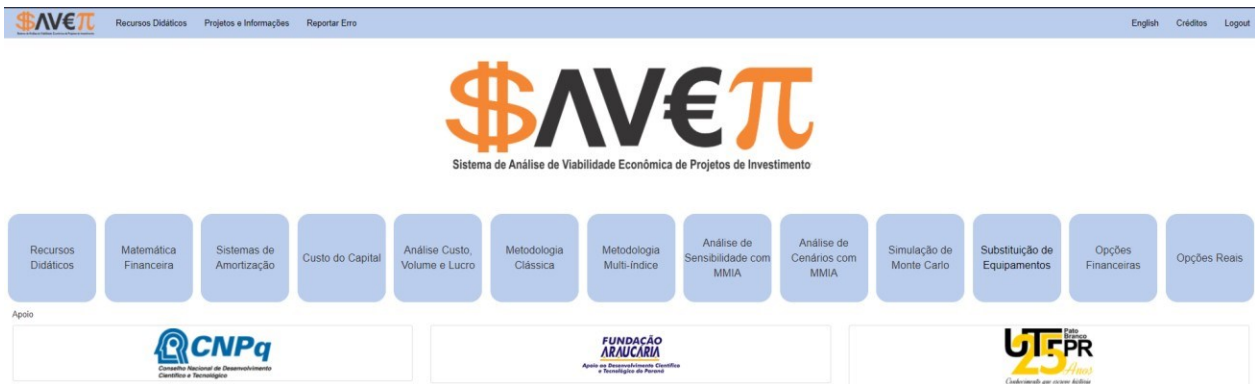 $ΛV€π
Recursos Didáticos
Projetos e Informações
Reportar Erro
English
Créditos
Logout
$ΛV€π
Sistema de Análise de Viabilidade Econômica de Projetos de Investimento
Recursos
Didáticos
Matemática
Financeira
Sistemas de
Amortização
Custo do Capital
Análise Custo,
Volume e Lucro
Metodologia
Clássica
Metodologia
Multi-índice
Análise de
Sensibilidade com
MMIA
Análise de
Cenários com
MMIA
Simulação de
Monte Carlo
Substituição de
Equipamentos
Opções
Financeiras
Opções Reais
Apoio
CNPq
Conselho Nacional de Desenvolvimento
Científico e Tecnológico
FUNDAÇÃO
ARAUCÁRIA
Apoio ao Desenvolvimento Científico
e Tecnológico do Paraná
UTFPR
Pato
Branco
25
Anos